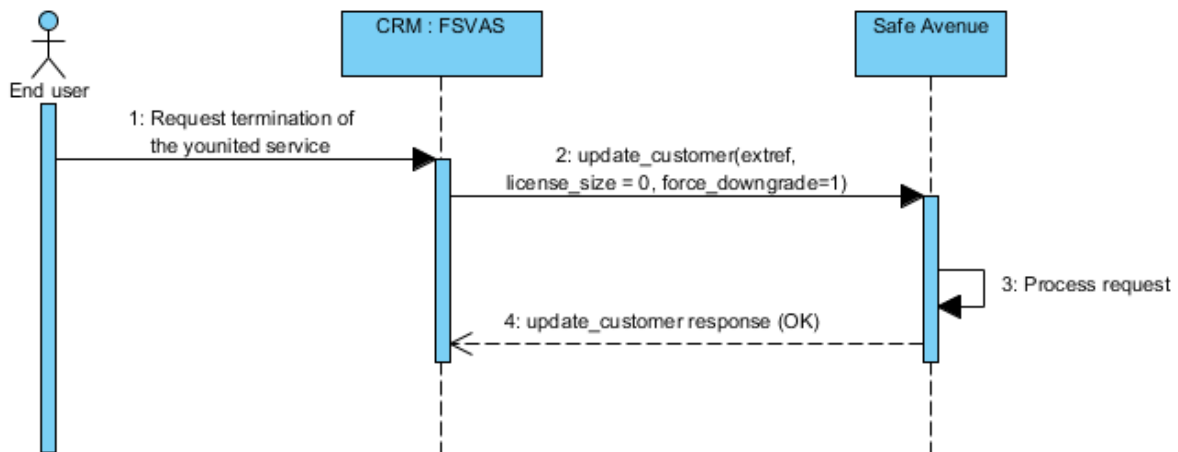 CRM : FSVAS
Safe Avenue
End user
1: Request termination of
the younited service
2: update_customer(extref,
license_size = 0, force_downgrade=1)
3: Process request
4: update_customer response (OK)